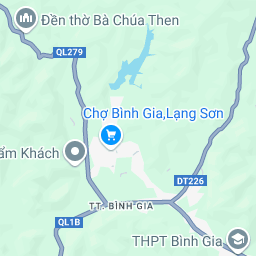 Đền thờ Bà Chúa Then
QL279
Chợ Bình Gia,Lạng Sơn
ẩm Khách
DT226
TT. BÌNH GIA
QL1B
THPT Bình Gia